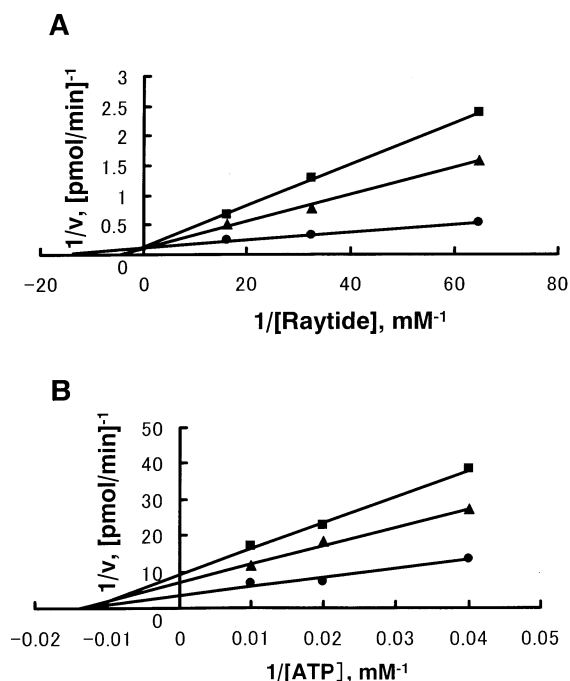 A
1/v, [pmol/min]-1
3
2.5
2
1.5
1
0.5
0
−20 0 20 40 60 80
1/[Raytide], mM-1
B
1/v, [pmol/min]-1
50
40
30
20
10
0
−0.02 −0.01 0 0.01 0.02 0.03 0.04 0.05
1/[ATP], mM-1